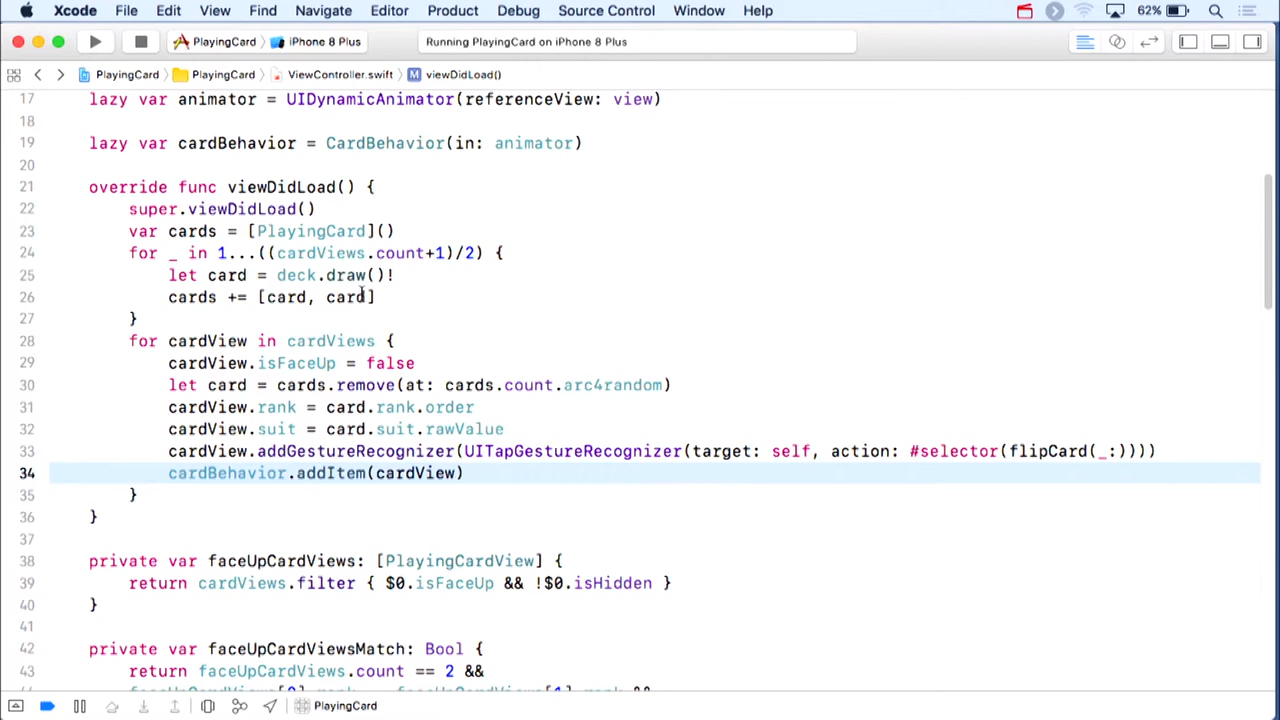 Xcode File Edit View Find Navigate Editor Product Debug Source Control Window Help 62%
PlayingCard iPhone 8 Plus Running PlayingCard on iPhone 8 Plus
PlayingCard PlayingCard ViewController.swift M viewDidLoad()
17 lazy var animator = UIDynamicAnimator(referenceView: view)
18
19 lazy var cardBehavior = CardBehavior(in: animator)
20
21 override func viewDidLoad() {
22 super.viewDidLoad()
23 var cards = [PlayingCard]()
24 for _ in 1...((cardViews.count+1)/2) {
25 let card = deck.draw()!
26 cards += [card, card]
27 }
28 for cardView in cardViews {
29 cardView.isFaceUp = false
30 let card = cards.remove(at: cards.count.arc4random)
31 cardView.rank = card.rank.order
32 cardView.suit = card.suit.rawValue
33 cardView.addGestureRecognizer(UITapGestureRecognizer(target: self, action: #selector(flipCard(_:))))
34 cardBehavior.addItem(cardView)
35 }
36 }
37
38 private var faceUpCardViews: [PlayingCardView] {
39 return cardViews.filter { $0.isFaceUp && !$0.isHidden }
40 }
41
42 private var faceUpCardViewsMatch: Bool {
43 return faceUpCardViews.count == 2 &&
PlayingCard